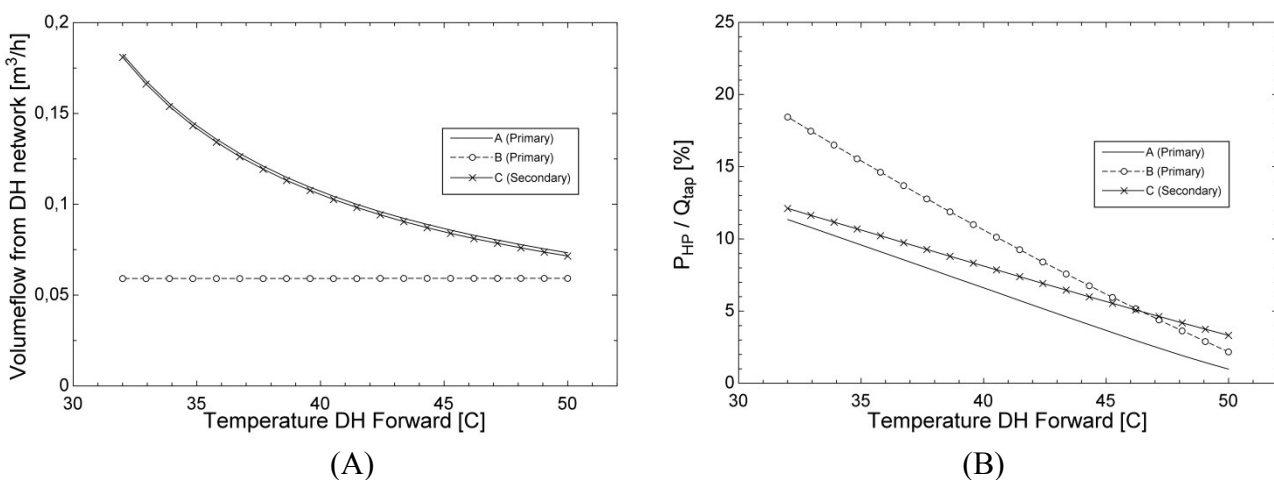 Volumeflow from DH network [m³/h]
0,2
0,15
0,1
0,05
0
30
35
40
45
50
Temperature DH Forward [C]
A (Primary)
B (Primary)
C (Secondary)
(A)
P_HP / Q_tap [%]
25
20
15
10
5
0
30
35
40
45
50
Temperature DH Forward [C]
A (Primary)
B (Primary)
C (Secondary)
(B)